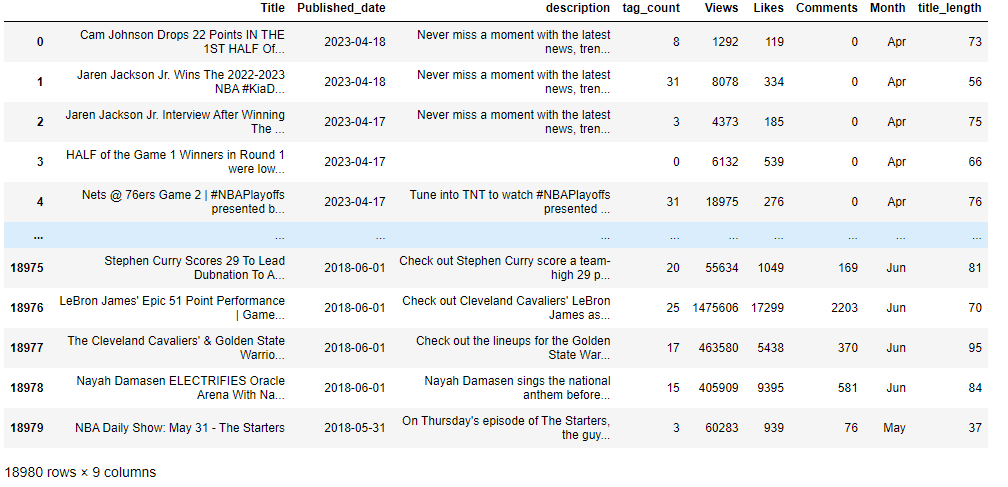 Title Published_date description tag_count Views Likes Comments Month title_length
0 Cam Johnson Drops 22 Points IN THE 1ST HALF Of... 2023-04-18 Never miss a moment with the latest news, tren... 8 1292 119 0 Apr 73
1 Jaren Jackson Jr. Wins The 2022-2023 NBA #KiaD... 2023-04-18 Never miss a moment with the latest news, tren... 31 8078 334 0 Apr 56
2 Jaren Jackson Jr. Interview After Winning The ... 2023-04-17 Never miss a moment with the latest news, tren... 3 4373 185 0 Apr 75
3 HALF of the Game 1 Winners in Round 1 were low... 2023-04-17 0 6132 539 0 Apr 66
4 Nets @ 76ers Game 2 | #NBAPlayoffs presented b... 2023-04-17 Tune into TNT to watch #NBAPlayoffs presented ... 31 18975 276 0 Apr 76
... ... ... ... ... ... ... ... ... ...
18975 Stephen Curry Scores 29 To Lead Dubnation To A... 2018-06-01 Check out Stephen Curry score a team-high 29 p... 20 55634 1049 169 Jun 81
18976 LeBron James' Epic 51 Point Performance | Game... 2018-06-01 Check out Cleveland Cavaliers' LeBron James as... 25 1475606 17299 2203 Jun 70
18977 The Cleveland Cavaliers' & Golden State Warrio... 2018-06-01 Check out the lineups for the Golden State War... 17 463580 5438 370 Jun 95
18978 Nayah Damasen ELECTRIFIES Oracle Arena With Na... 2018-06-01 Nayah Damasen sings the national anthem before... 15 405909 9395 581 Jun 84
18979 NBA Daily Show: May 31 - The Starters 2018-05-31 On Thursday's episode of The Starters, the guy... 3 60283 939 76 May 37
18980 rows × 9 columns